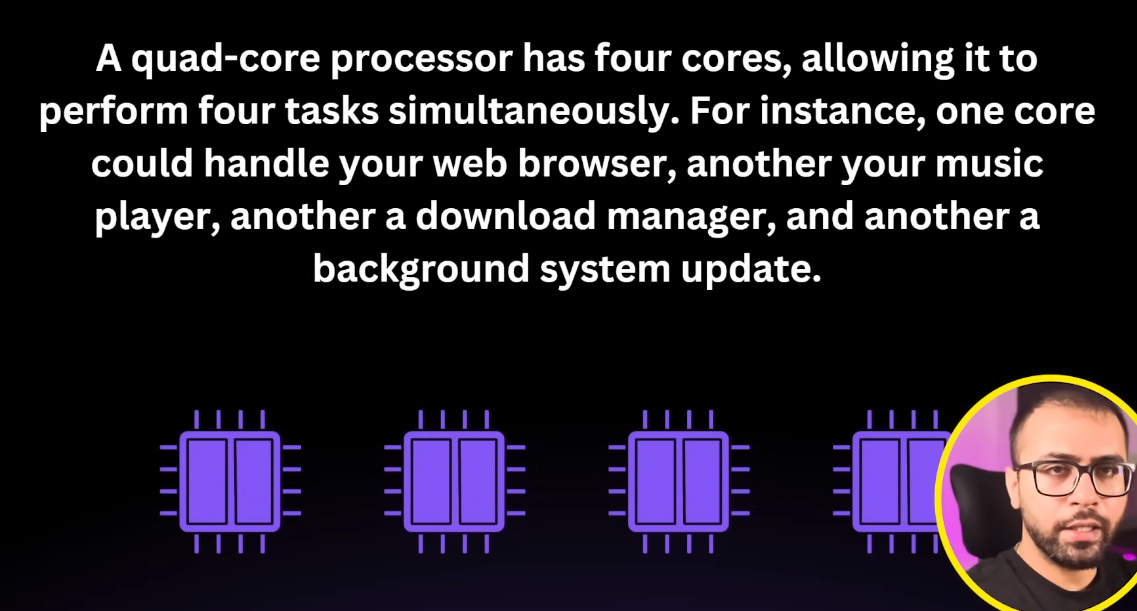 A quad-core processor has four cores, allowing it to
perform four tasks simultaneously. For instance, one core
could handle your web browser, another your music
player, another a download manager, and another a
background system update.